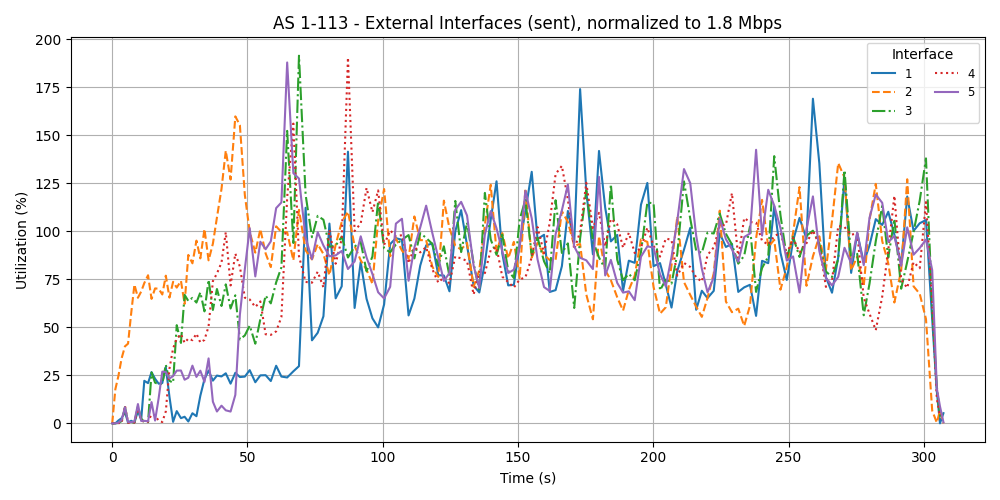 AS 1-113 - External Interfaces (sent), normalized to 1.8 Mbps
Utilization (%)
200
175
150
125
100
75
50
25
0
0 50 100 150 200 250 300
Time (s)
Interface
1 4
2 5
3